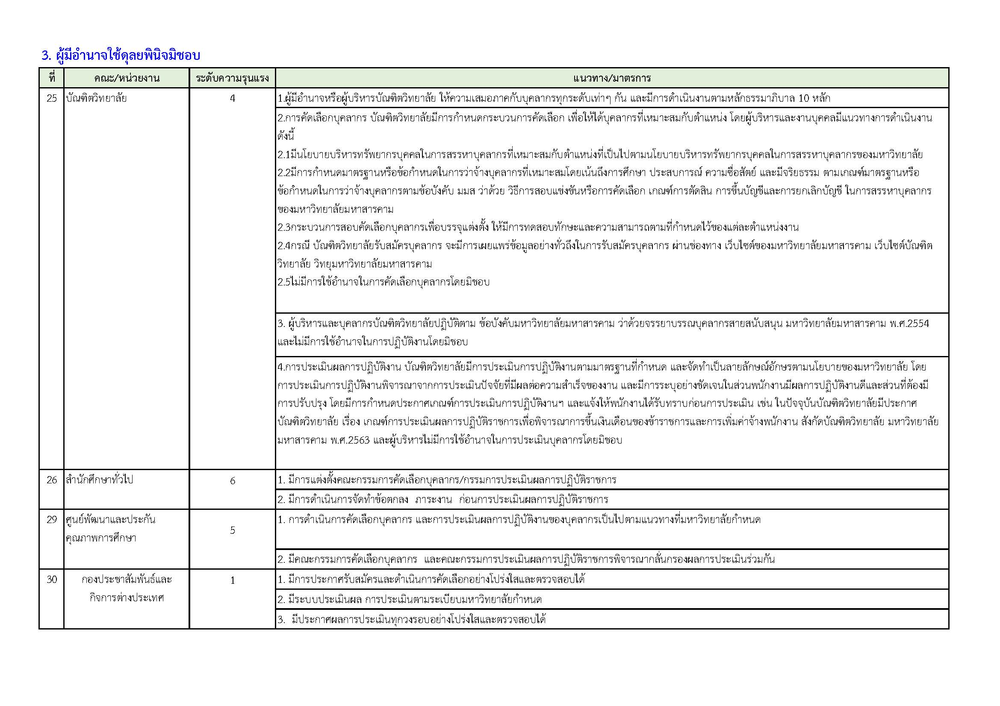 3. ผู้มีอำนาจใช้ดุลยพินิจมิชอบ
ที่ คณะ/หน่วยงาน ระดับความรุนแรง แนวทาง/มาตรการ
25 บัณฑิตวิทยาลัย 4 1.ผู้มีอำนาจหรือผู้บริหารบัณฑิตวิทยาลัย ให้ความเสมอภาคกับบุคลากรทุกระดับเท่าๆ กัน และมีการดำเนินงานตามหลักธรรมาภิบาล 10 หลัก
2.การคัดเลือกบุคลากร บัณฑิตวิทยาลัยมีการกำหนดกระบวนการคัดเลือก เพื่อให้ได้บุคลากรที่เหมาะสมกับตำแหน่ง โดยผู้บริหารและงานบุคคลมีแนวทางการดำเนินงาน
ดังนี้
2.1มีนโยบายบริหารทรัพยากรบุคคลในการสรรหาบุคลากรที่เหมาะสมกับตำแหน่งที่เป็นไปตามนโยบายบริหารทรัพยากรบุคคลในการสรรหาบุคลากรของมหาวิทยาลัย
2.2มีการกำหนดมาตรฐานหรือข้อกำหนดในการว่าจ้างบุคลากรที่เหมาะสมโดยเน้นถึงการศึกษา ประสบการณ์ ความซื่อสัตย์ และมีจริยธรรม ตามเกณฑ์มาตรฐานหรือ
ข้อกำหนดในการว่าจ้างบุคลากรตามข้อบังคับ มมส ว่าด้วย วิธีการสอบแข่งขันหรือการคัดเลือก เกณฑ์การตัดสิน การขึ้นบัญชีและการยกเลิกบัญชี ในการสรรหาบุคลากร
ของมหาวิทยาลัยมหาสารคาม
2.3กระบวนการสอบคัดเลือกบุคลากรเพื่อบรรจุแต่งตั้ง ให้มีการทดสอบทักษะและความสามารถตามที่กำหนดไว้ของแต่ละตำแหน่งงาน
2.4กรณี บัณฑิตวิทยาลัยรับสมัครบุคลากร จะมีการเผยแพร่ข้อมูลอย่างทั่วถึงในการรับสมัครบุคลากร ผ่านช่องทาง เว็บไซต์ของมหาวิทยาลัยมหาสารคาม เว็บไซต์บัณฑิต
วิทยาลัย วิทยุมหาวิทยาลัยมหาสารคาม
2.5ไม่มีการใช้อำนาจในการคัดเลือกบุคลากรโดยมิชอบ
3. ผู้บริหารและบุคลากรบัณฑิตวิทยาลัยปฏิบัติตาม ข้อบังคับมหาวิทยาลัยมหาสารคาม ว่าด้วยจรรยาบรรณบุคลากรสายสนับสนุน มหาวิทยาลัยมหาสารคาม พ.ศ.2554
และไม่มีการใช้อำนาจในการปฏิบัติงานโดยมิชอบ
4.การประเมินผลการปฏิบัติงาน บัณฑิตวิทยาลัยมีการประเมินการปฏิบัติงานตามมาตรฐานที่กำหนด และจัดทำเป็นลายลักษณ์อักษรตามนโยบายของมหาวิทยาลัย โดย
การประเมินการปฏิบัติงานพิจารณาจากการประเมินปัจจัยที่มีผลต่อความสำเร็จของงาน และมีการระบุอย่างชัดเจนในส่วนพนักงานมีผลการปฏิบัติงานดีและส่วนที่ต้องมี
การปรับปรุง โดยมีการกำหนดประกาศเกณฑ์การประเมินการปฏิบัติงานฯ และแจ้งให้พนักงานได้รับทราบก่อนการประเมิน เช่น ในปัจจุบันบัณฑิตวิทยาลัยมีประกาศ
บัณฑิตวิทยาลัย เรื่อง เกณฑ์การประเมินผลการปฏิบัติราชการเพื่อพิจารณาการขึ้นเงินเดือนของข้าราชการและการเพิ่มค่าจ้างพนักงาน สังกัดบัณฑิตวิทยาลัย มหาวิทยาลัย
มหาสารคาม พ.ศ.2563 และผู้บริหารไม่มีการใช้อำนาจในการประเมินบุคลากรโดยมิชอบ
26 สำนักศึกษาทั่วไป 6 1. มีการแต่งตั้งคณะกรรมการคัดเลือกบุคลากร/กรรมการประเมินผลการปฏิบัติราชการ
2. มีการดำเนินการจัดทำข้อตกลง ภาระงาน ก่อนการประเมินผลการปฏิบัติราชการ
29 ศูนย์พัฒนาและประกัน 5 1. การดำเนินการคัดเลือกบุคลากร และการประเมินผลการปฏิบัติงานของบุคลากรเป็นไปตามแนวทางที่มหาวิทยาลัยกำหนด
คุณภาพการศึกษา
2. มีคณะกรรมการคัดเลือกบุคลากร และคณะกรรมการประเมินผลการปฏิบัติราชการพิจารณากลั่นกรองผลการประเมินร่วมกัน
30 กองประชาสัมพันธ์และ 1 1. มีการประกาศรับสมัครและดำเนินการคัดเลือกอย่างโปร่งใสและตรวจสอบได้
กิจการต่างประเทศ
2. มีระบบประเมินผล การประเมินตามระเบียบมหาวิทยาลัยกำหนด
3. มีประกาศผลการประเมินทุกวงรอบอย่างโปร่งใสและตรวจสอบได้